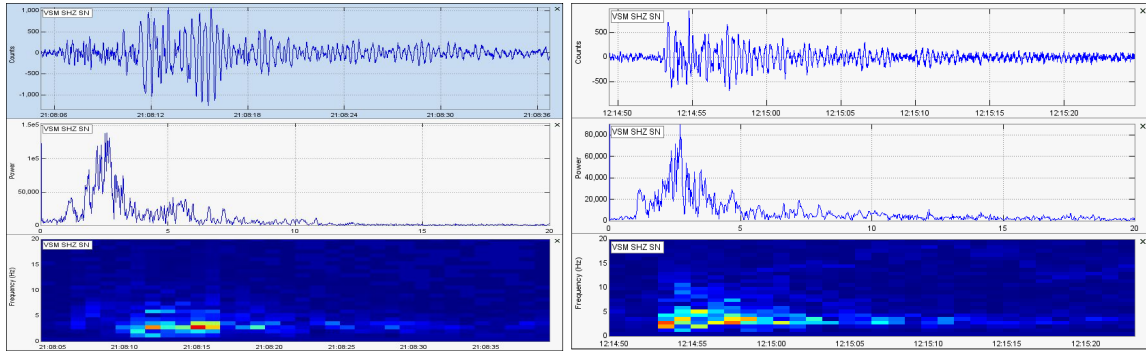 VSM SHZ SN
1,000
500
0
-500
-1,000
Counts
21:08:06 21:08:12 21:08:18 21:08:24 21:08:30 21:08:36
VSM SHZ SN
1.5e5
1e5
50,000
0
Power
0 5 10 15 20
VSM SHZ SN
20
15
10
5
0
Frequency (Hz)
21:08:05 21:08:10 21:08:15 21:08:20 21:08:25 21:08:30 21:08:35
VSM SHZ SN
500
0
-500
Counts
12:14:50 12:14:55 12:15:00 12:15:05 12:15:10 12:15:15 12:15:20
VSM SHZ SN
80,000
60,000
40,000
20,000
0
Power
0 5 10 15 20
VSM SHZ SN
20
15
10
5
0
Frequency (Hz)
12:14:50 12:14:55 12:15:00 12:15:05 12:15:10 12:15:15 12:15:20